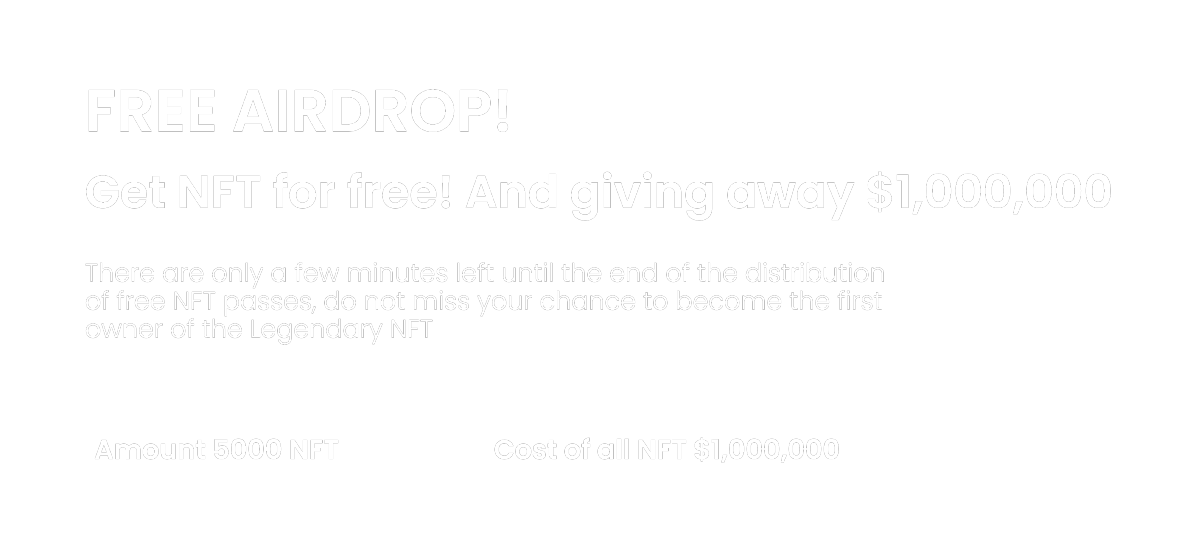 FREE AIRDROP!
Get NFT for free! And giving away $1,000,000
There are only a few minutes left until the end of the distribution
of free NFT passes, do not miss your chance to become the first
owner of the Legendary NFT
Amount 5000 NFT
Cost of all NFT $1,000,000